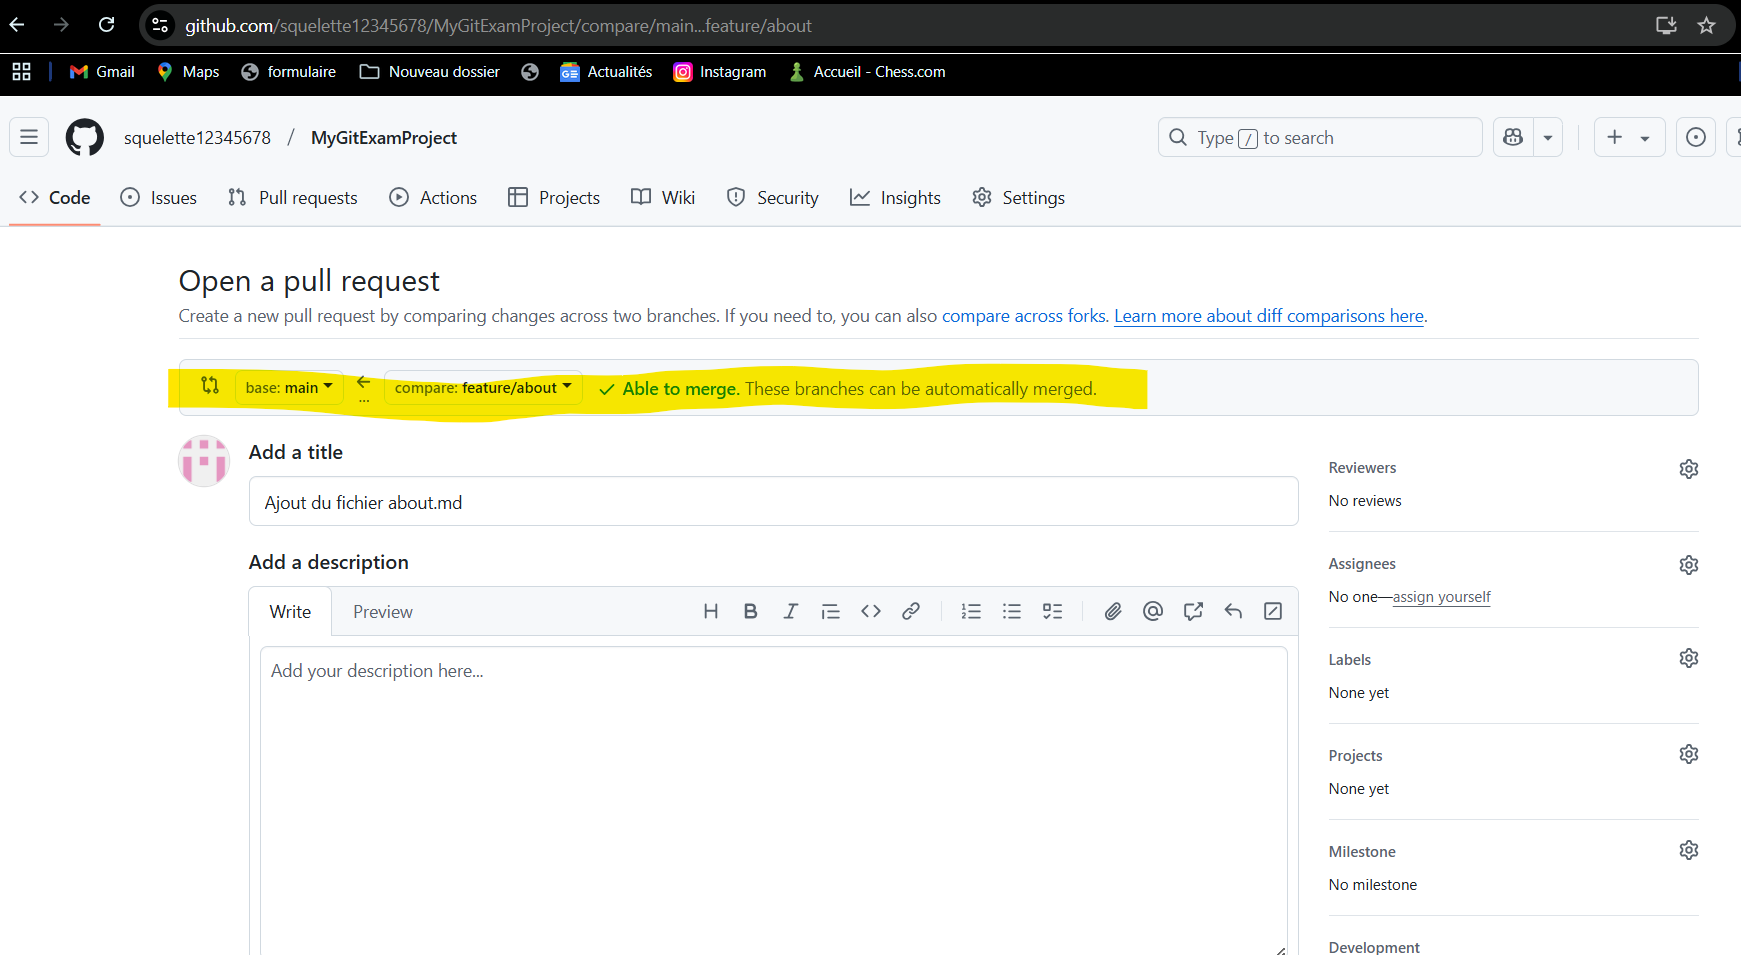 github.com/squelette12345678/MyGitExamProject/compare/main...feature/about
Gmail Maps formulaire Nouveau dossier Actualités Instagram Accueil - Chess.com
squelette12345678 / MyGitExamProject
Type / to search
Code Issues Pull requests Actions Projects Wiki Security Insights Settings
Open a pull request
Create a new pull request by comparing changes across two branches. If you need to, you can also compare across forks. Learn more about diff comparisons here.
base: main ... compare: feature/about Able to merge. These branches can be automatically merged.
Add a title
Ajout du fichier about.md
Add a description
Write Preview
Add your description here...
Reviewers
No reviews
Assignees
No one—assign yourself
Labels
None yet
Projects
None yet
Milestone
No milestone
Development